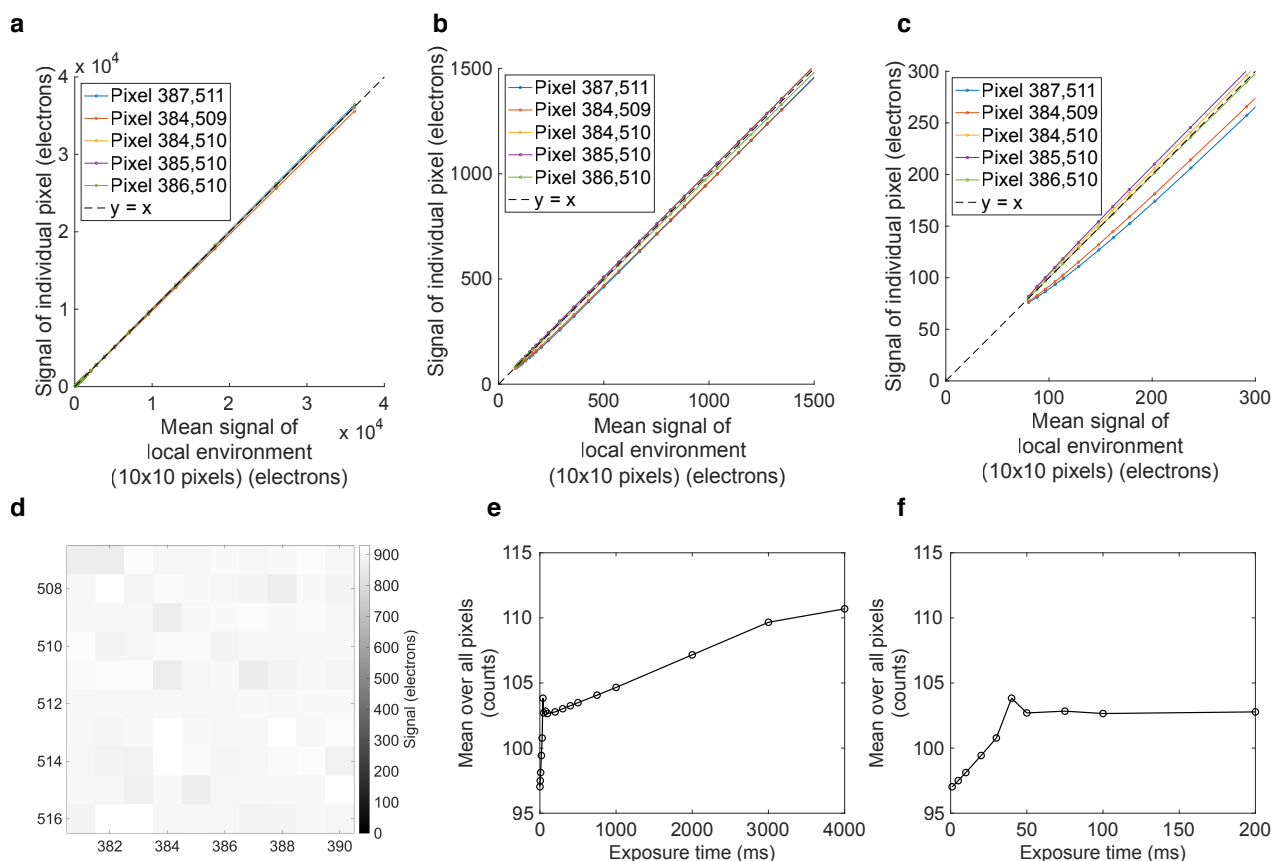 a
× 10^4
4
3
2
1
0
0 1 2 3 4
× 10^4
Signal of individual pixel (electrons)
Mean signal of
local environment
(10x10 pixels) (electrons)
Pixel 387,511
Pixel 384,509
Pixel 384,510
Pixel 385,510
Pixel 386,510
y = x
b
1500
1000
500
0
0 500 1000 1500
Signal of individual pixel (electrons)
Mean signal of
local environment
(10x10 pixels) (electrons)
Pixel 387,511
Pixel 384,509
Pixel 384,510
Pixel 385,510
Pixel 386,510
y = x
c
300
250
200
150
100
50
0
0 100 200 300
Signal of individual pixel (electrons)
Mean signal of
local environment
(10x10 pixels) (electrons)
Pixel 387,511
Pixel 384,509
Pixel 384,510
Pixel 385,510
Pixel 386,510
y = x
d
508
510
512
514
516
382 384 386 388 390
900
800
700
600
500
400
300
200
100
0
Signal (electrons)
e
115
110
105
100
95
0 1000 2000 3000 4000
Mean over all pixels
(counts)
Exposure time (ms)
f
115
110
105
100
95
0 50 100 150 200
Mean over all pixels
(counts)
Exposure time (ms)